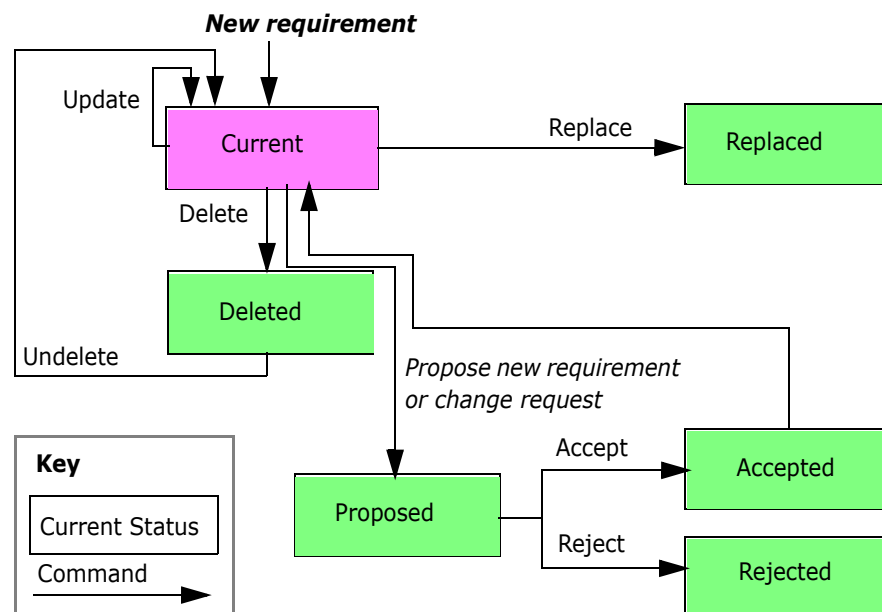 New requirement
Update
Current
Replace
Replaced
Delete
Deleted
Undelete
Propose new requirement
or change request
Key
Current Status
Command
Proposed
Accept
Accepted
Reject
Rejected